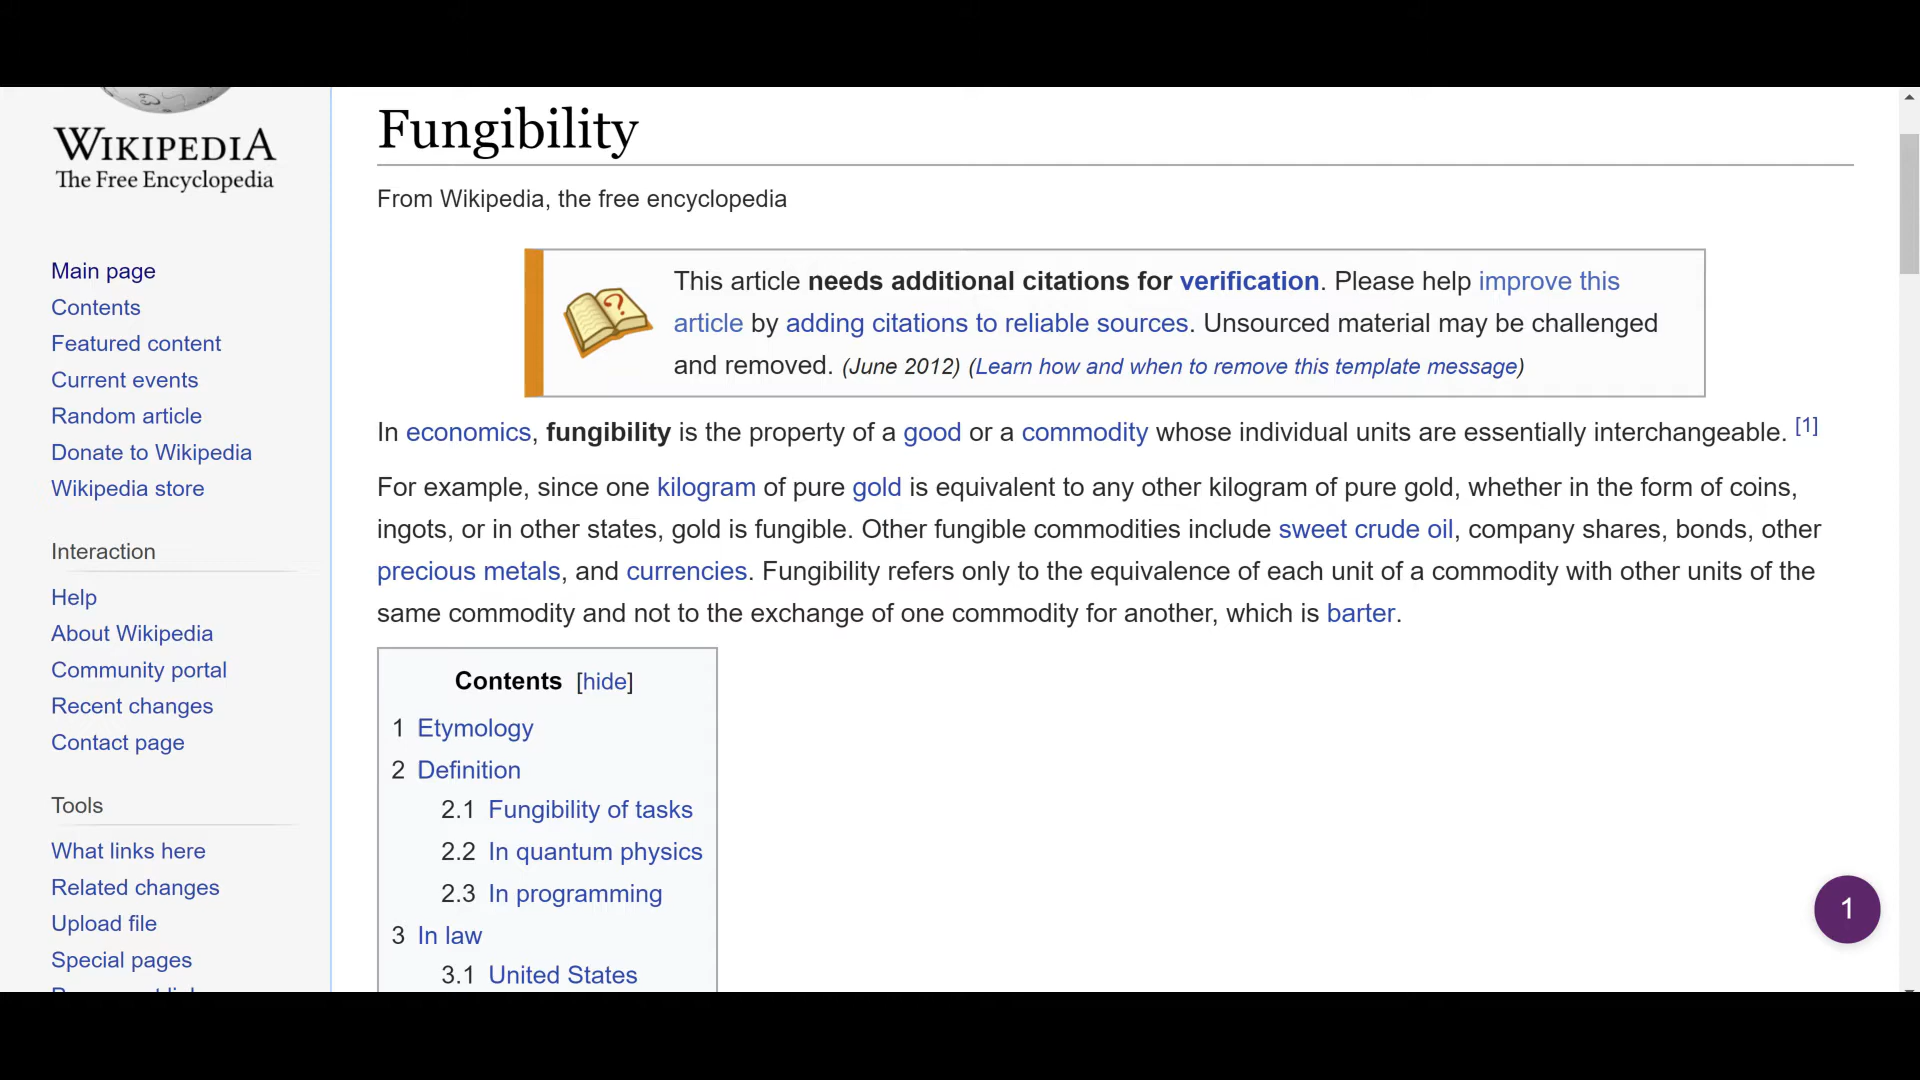 WIKIPEDIA
The Free Encyclopedia
Main page
Contents
Featured content
Current events
Random article
Donate to Wikipedia
Wikipedia store
Interaction
Help
About Wikipedia
Community portal
Recent changes
Contact page
Tools
What links here
Related changes
Upload file
Special pages
Fungibility
From Wikipedia, the free encyclopedia
This article needs additional citations for verification. Please help improve this
article by adding citations to reliable sources. Unsourced material may be challenged
and removed. (June 2012) (Learn how and when to remove this template message)
In economics, fungibility is the property of a good or a commodity whose individual units are essentially interchangeable. [1]
For example, since one kilogram of pure gold is equivalent to any other kilogram of pure gold, whether in the form of coins,
ingots, or in other states, gold is fungible. Other fungible commodities include sweet crude oil, company shares, bonds, other
precious metals, and currencies. Fungibility refers only to the equivalence of each unit of a commodity with other units of the
same commodity and not to the exchange of one commodity for another, which is barter.
Contents [hide]
1 Etymology
2 Definition
2.1 Fungibility of tasks
2.2 In quantum physics
2.3 In programming
3 In law
3.1 United States
1